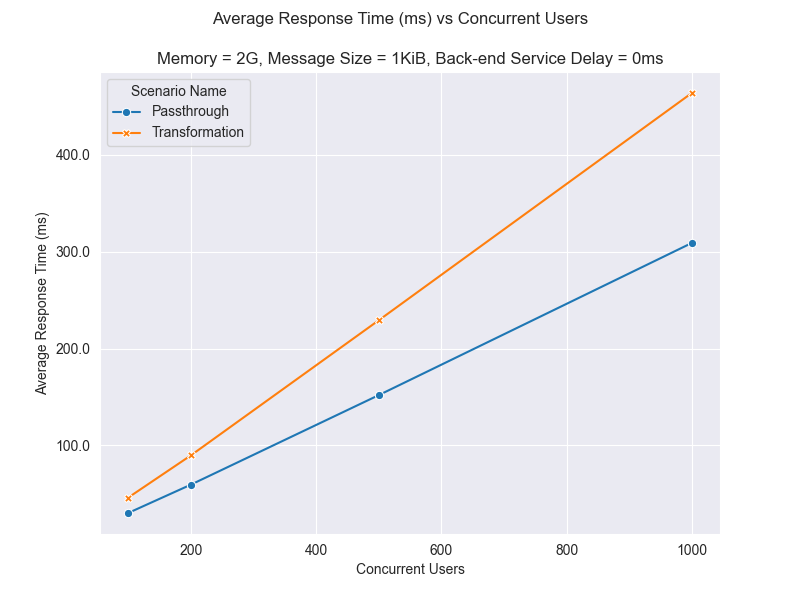 Average Response Time (ms) vs Concurrent Users
Memory = 2G, Message Size = 1KiB, Back-end Service Delay = 0ms
Scenario Name
Passthrough
Transformation
400.0
300.0
200.0
100.0
Average Response Time (ms)
200 400 600 800 1000
Concurrent Users